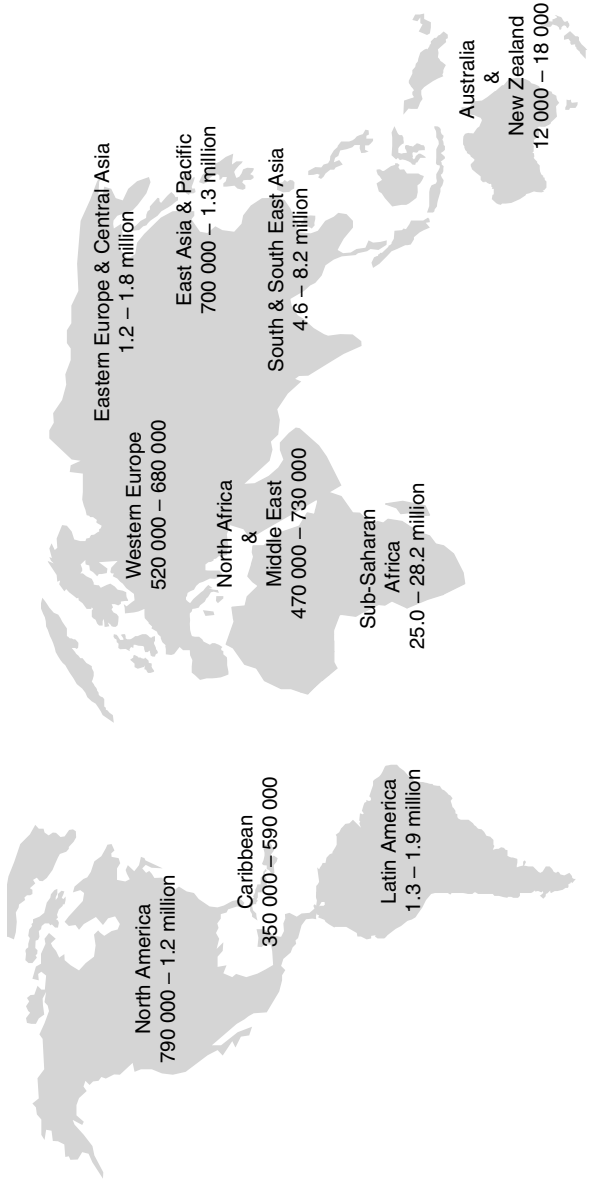 North America
790 000 – 1.2 million
Caribbean
350 000 – 590 000
Latin America
1.3 – 1.9 million
Western Europe
520 000 – 680 000
North Africa
&
Middle East
470 000 – 730 000
Sub-Saharan
Africa
25.0 – 28.2 million
Eastern Europe & Central Asia
1.2 – 1.8 million
East Asia & Pacific
700 000 – 1.3 million
South & South East Asia
4.6 – 8.2 million
Australia
&
New Zealand
12 000 – 18 000